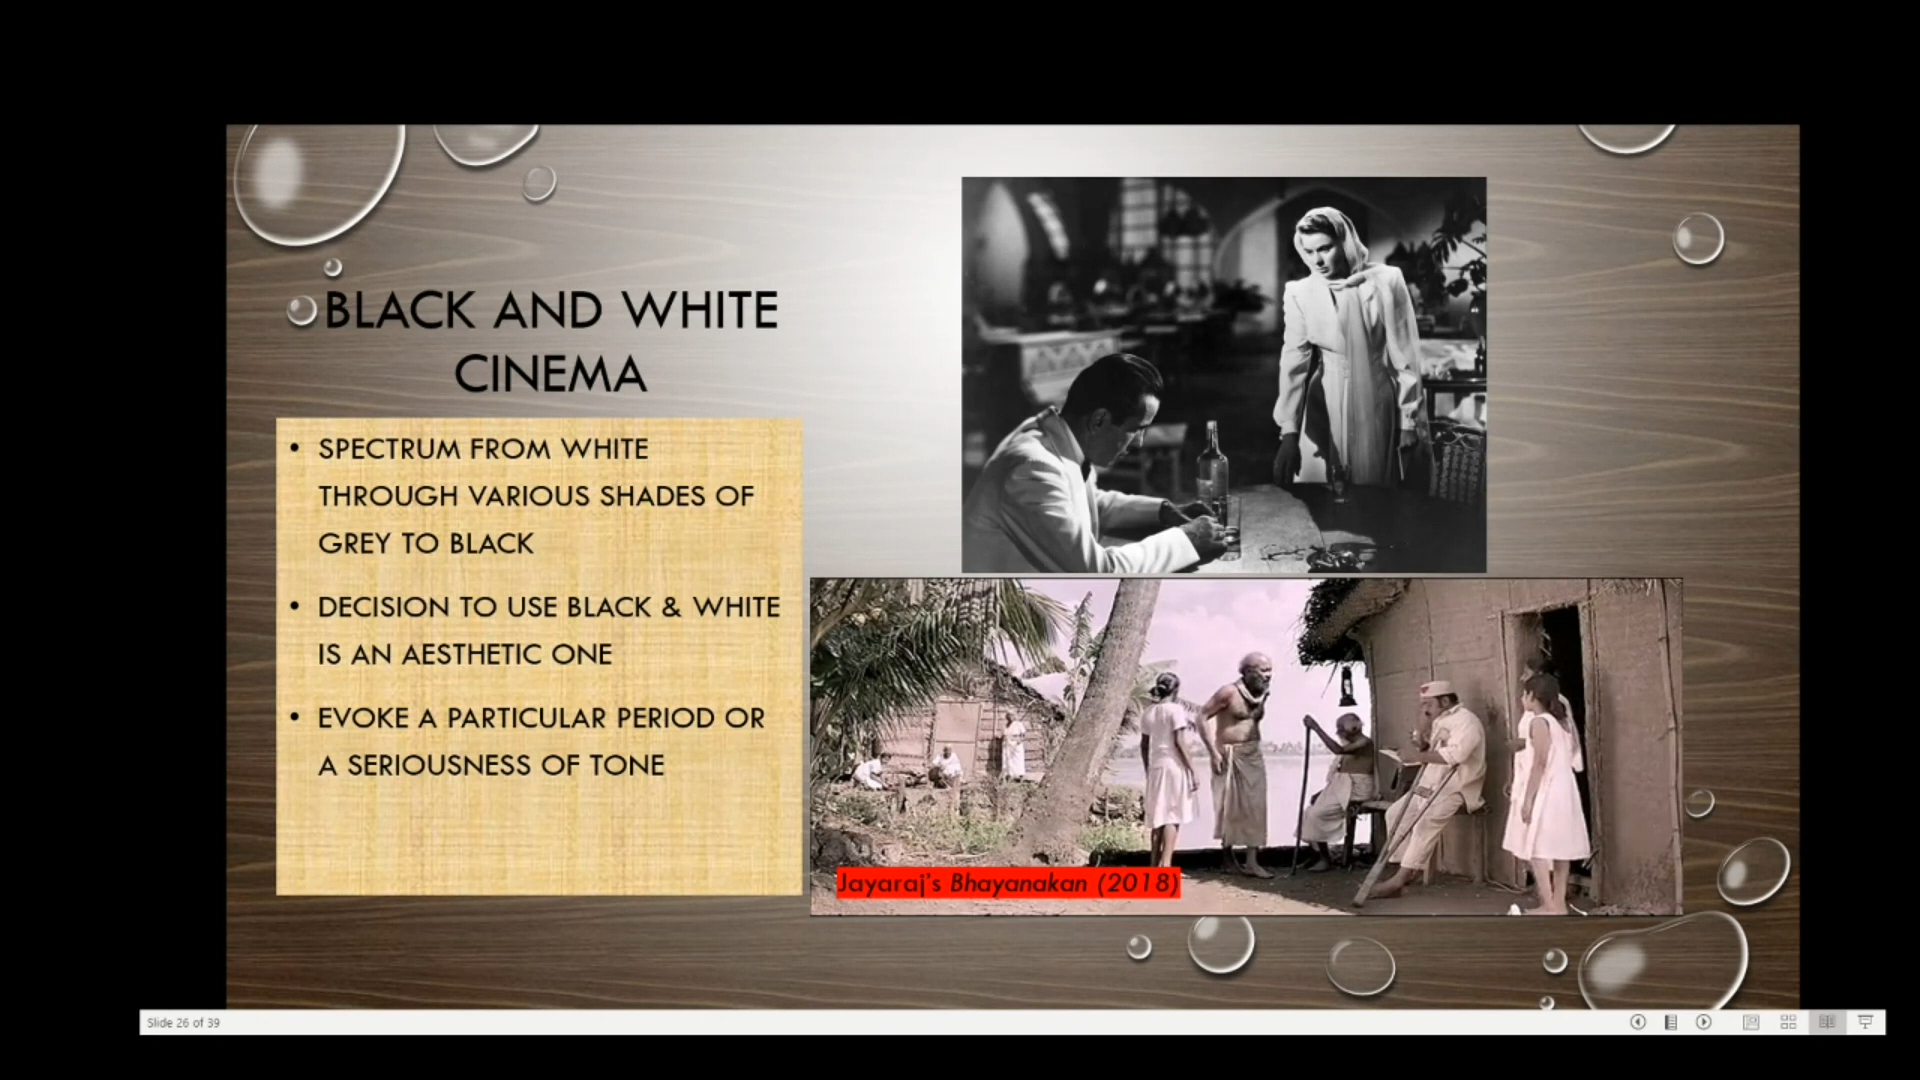 BLACK AND WHITE
CINEMA
• SPECTRUM FROM WHITE
THROUGH VARIOUS SHADES OF
GREY TO BLACK
• DECISION TO USE BLACK & WHITE
IS AN AESTHETIC ONE
• EVOKE A PARTICULAR PERIOD OR
A SERIOUSNESS OF TONE
Jayaraj's Bhayanakan (2018)
Slide 26 of 39